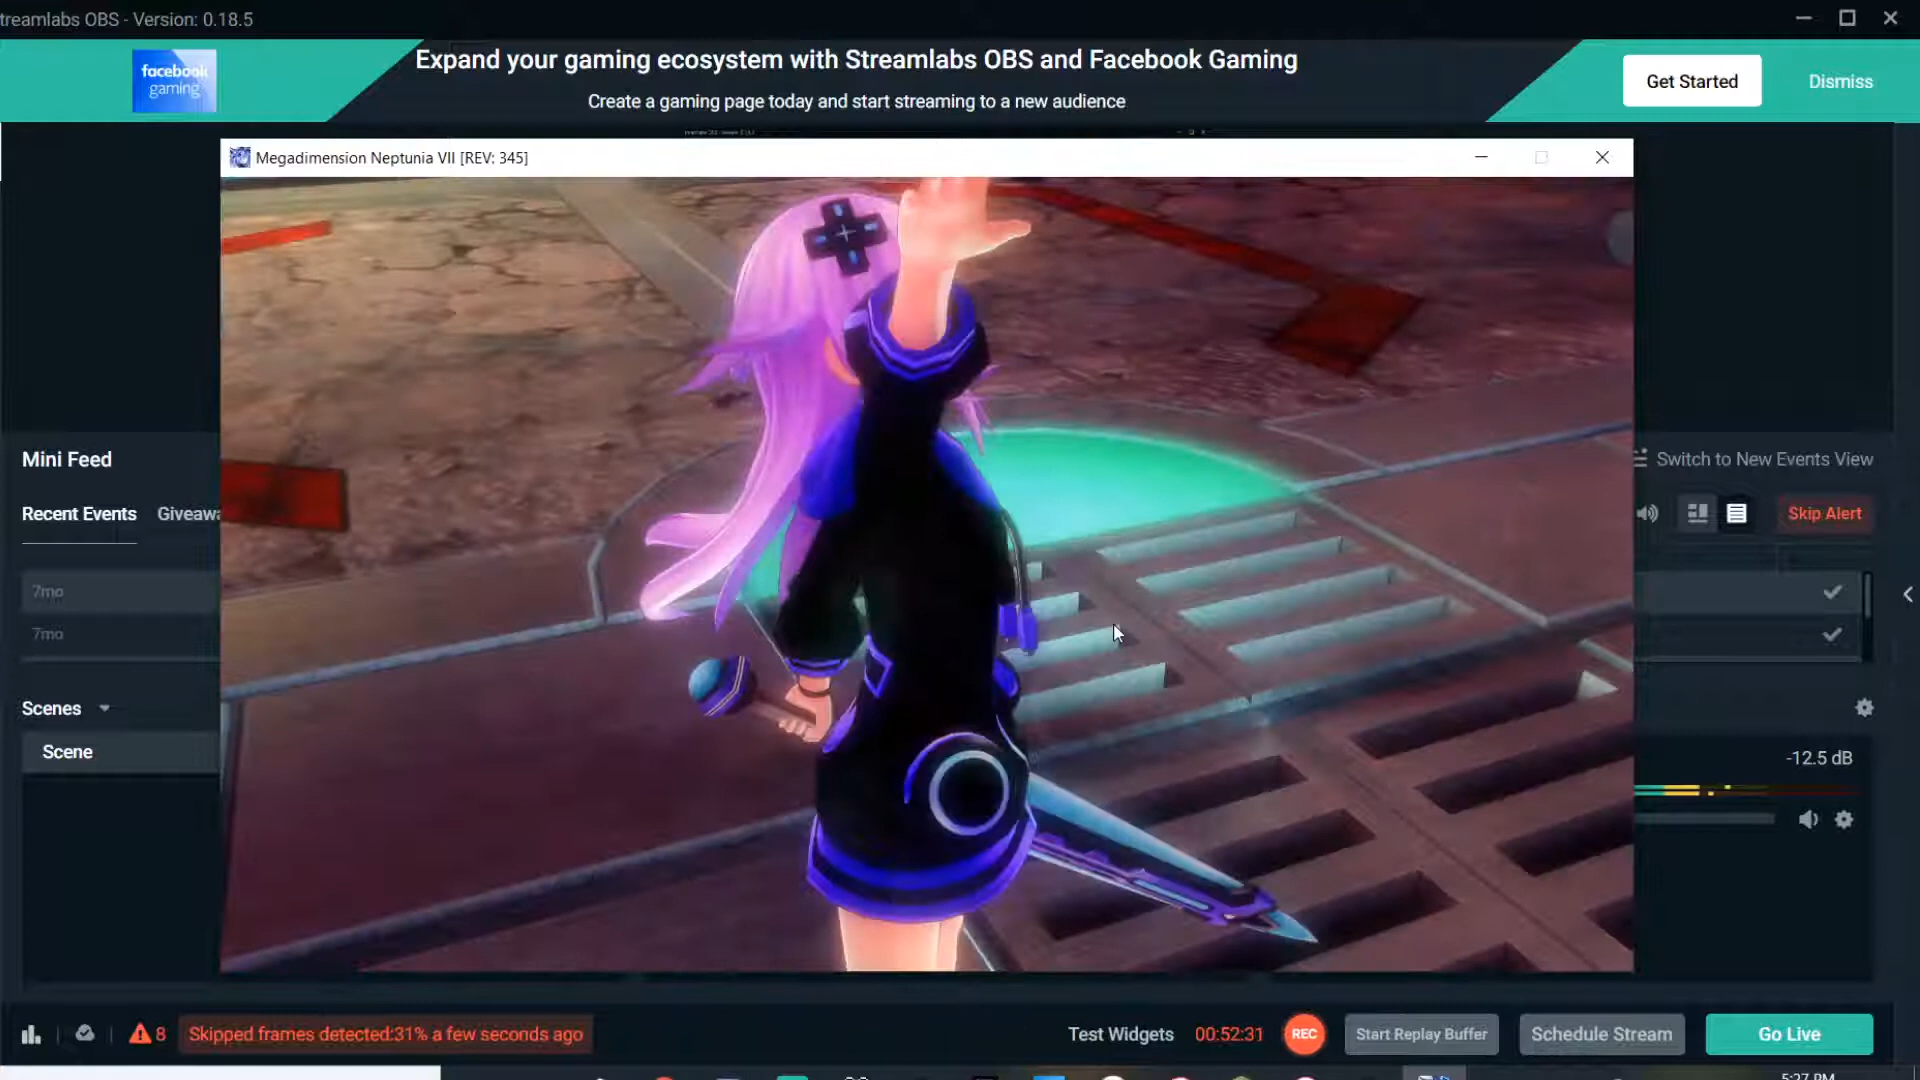 treamlabs OBS - Version: 0.18.5
facebook
gaming
Expand your gaming ecosystem with Streamlabs OBS and Facebook Gaming
Create a gaming page today and start streaming to a new audience
Get Started
Dismiss
Megadimension Neptunia VII [REV: 345]
Mini Feed
Switch to New Events View
Recent Events
Giveaw
Skip Alert
7mo
7mo
Scenes
Scene
-12.5 dB
8
Skipped frames detected:31% a few seconds ago
Test Widgets
00:52:31
REC
Start Replay Buffer
Schedule Stream
Go Live
5:27 PM